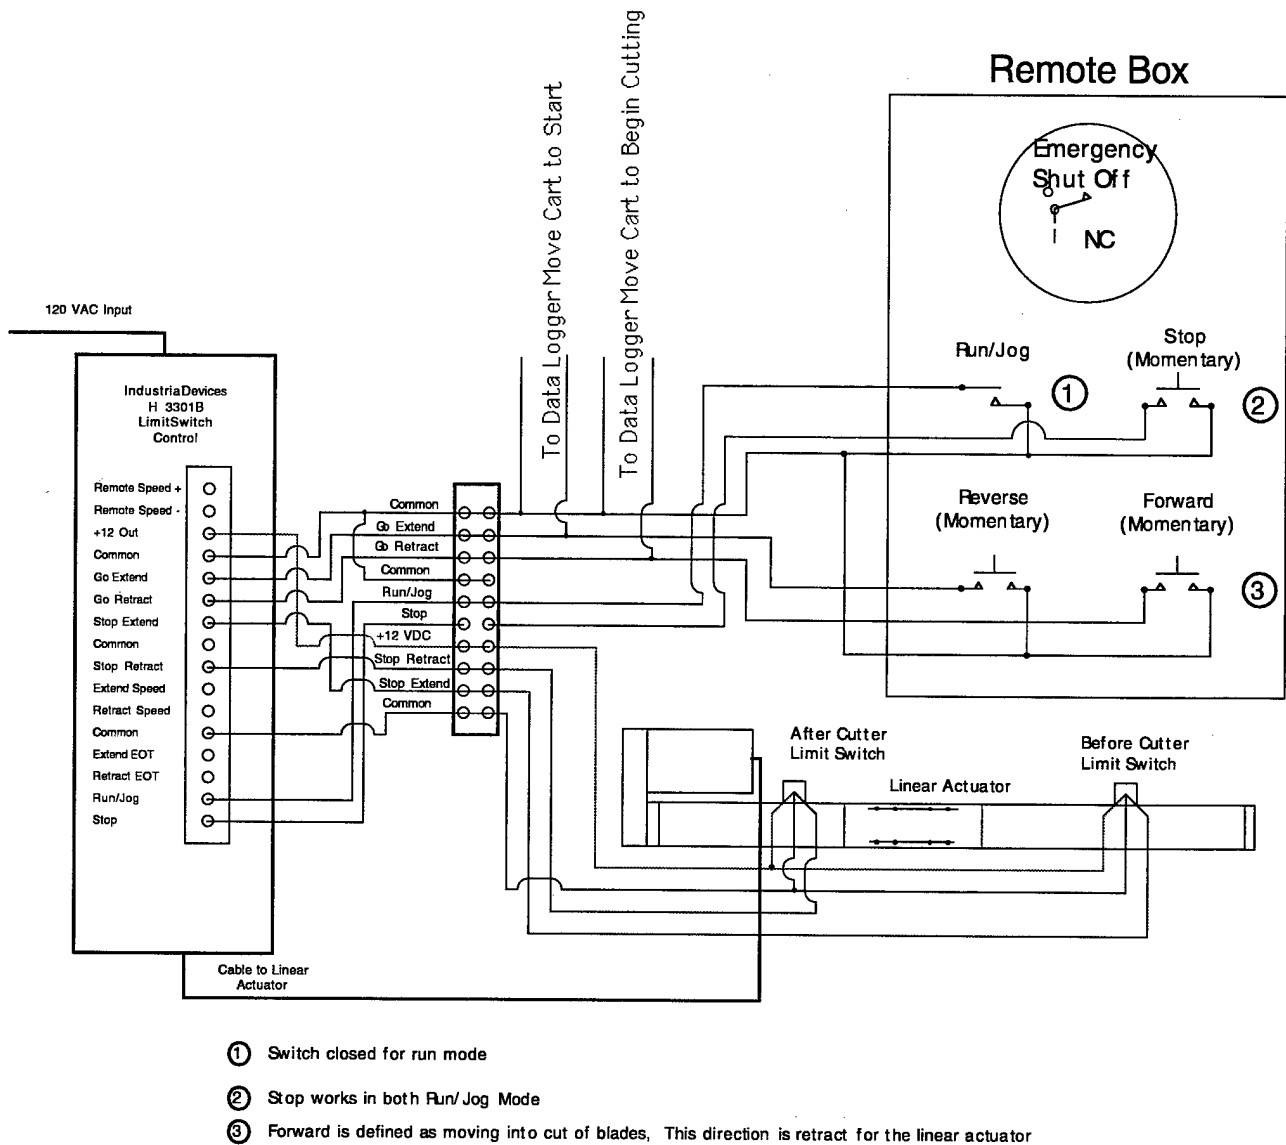 Remote Box
Emergency
Shut Off
NC
To Data Logger Move Cart to Start
To Data Logger Move Cart to Begin Cutting
120 VAC Input
Run/Jog
1
Stop
(Momentary)
2
IndustriaDevices
H 3301B
LimitSwitch
Control
Remote Speed +
Remote Speed -
+12 Out
Common
Go Extend
Go Retract
Stop Extend
Common
Stop Retract
Extend Speed
Retract Speed
Common
Extend EOT
Retract EOT
Run/Jog
Stop
Common
Go Extend
Go Retract
Common
Run/Jog
Stop
+12 VDC
Stop Retract
Stop Extend
Common
Reverse
(Momentary)
Forward
(Momentary)
3
After Cutter
Limit Switch
Linear Actuator
Before Cutter
Limit Switch
Cable to Linear
Actuator
1 Switch closed for run mode
2 Stop works in both Run/Jog Mode
3 Forward is defined as moving into cut of blades, This direction is retract for the linear actuator